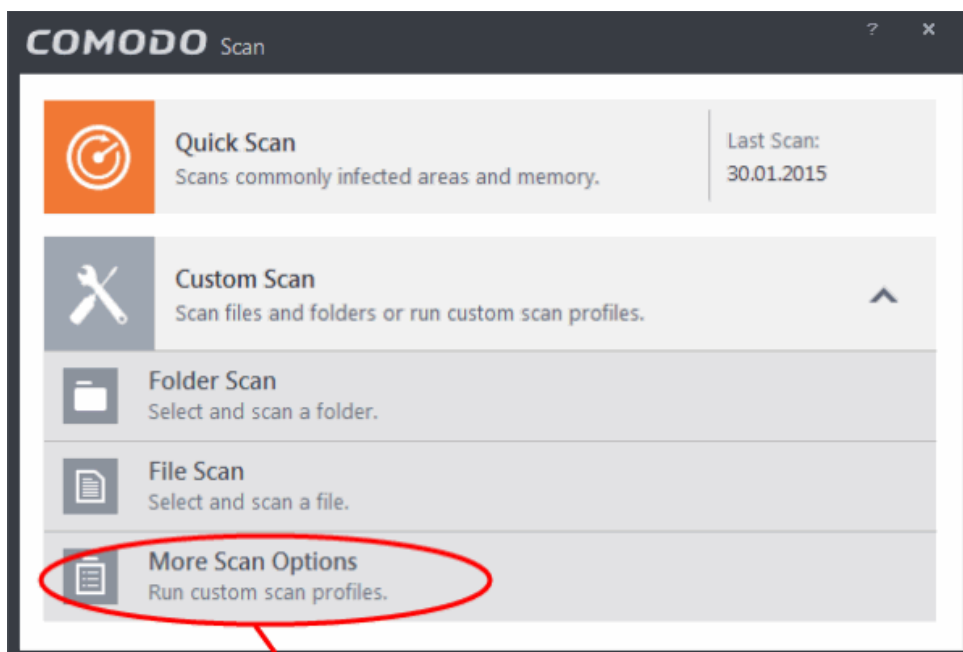 COMODO Scan
? ×
Quick Scan
Scans commonly infected areas and memory.
Last Scan:
30.01.2015
Custom Scan
Scan files and folders or run custom scan profiles.
Folder Scan
Select and scan a folder.
File Scan
Select and scan a file.
More Scan Options
Run custom scan profiles.